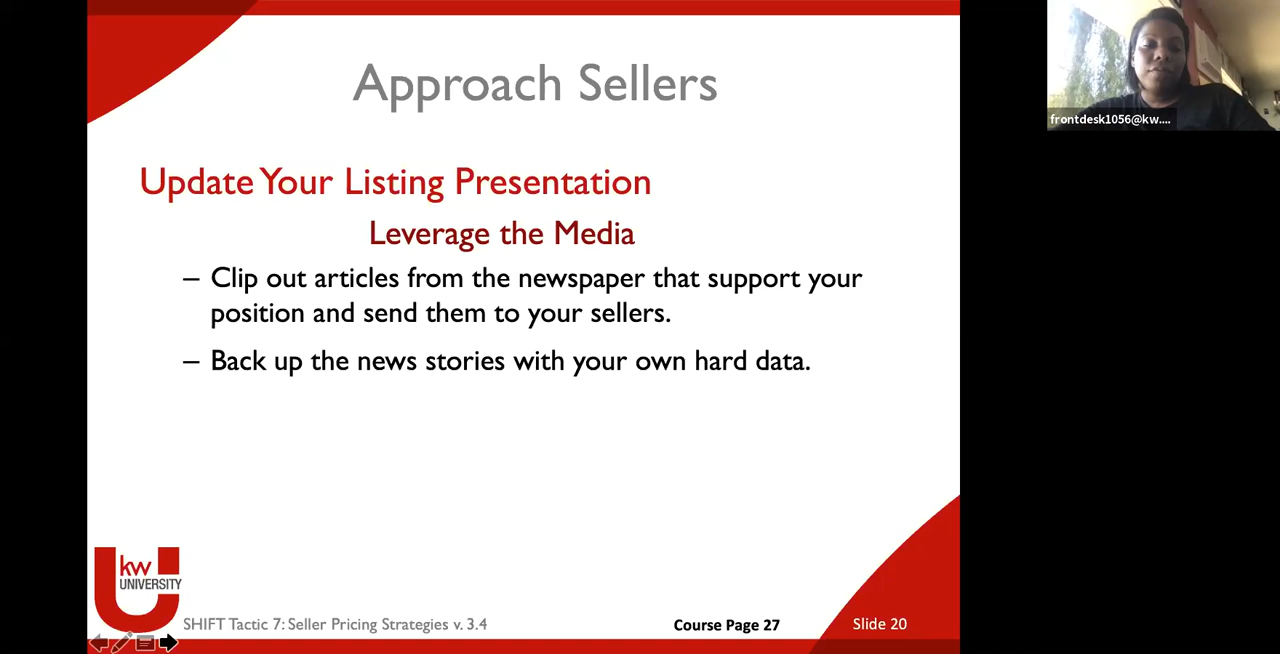 Approach Sellers
Update Your Listing Presentation
Leverage the Media
– Clip out articles from the newspaper that support your
position and send them to your sellers.
– Back up the news stories with your own hard data.
kw
UNIVERSITY
SHIFT Tactic 7: Seller Pricing Strategies v. 3.4
Course Page 27
Slide 20
frontdesk1056@kw....